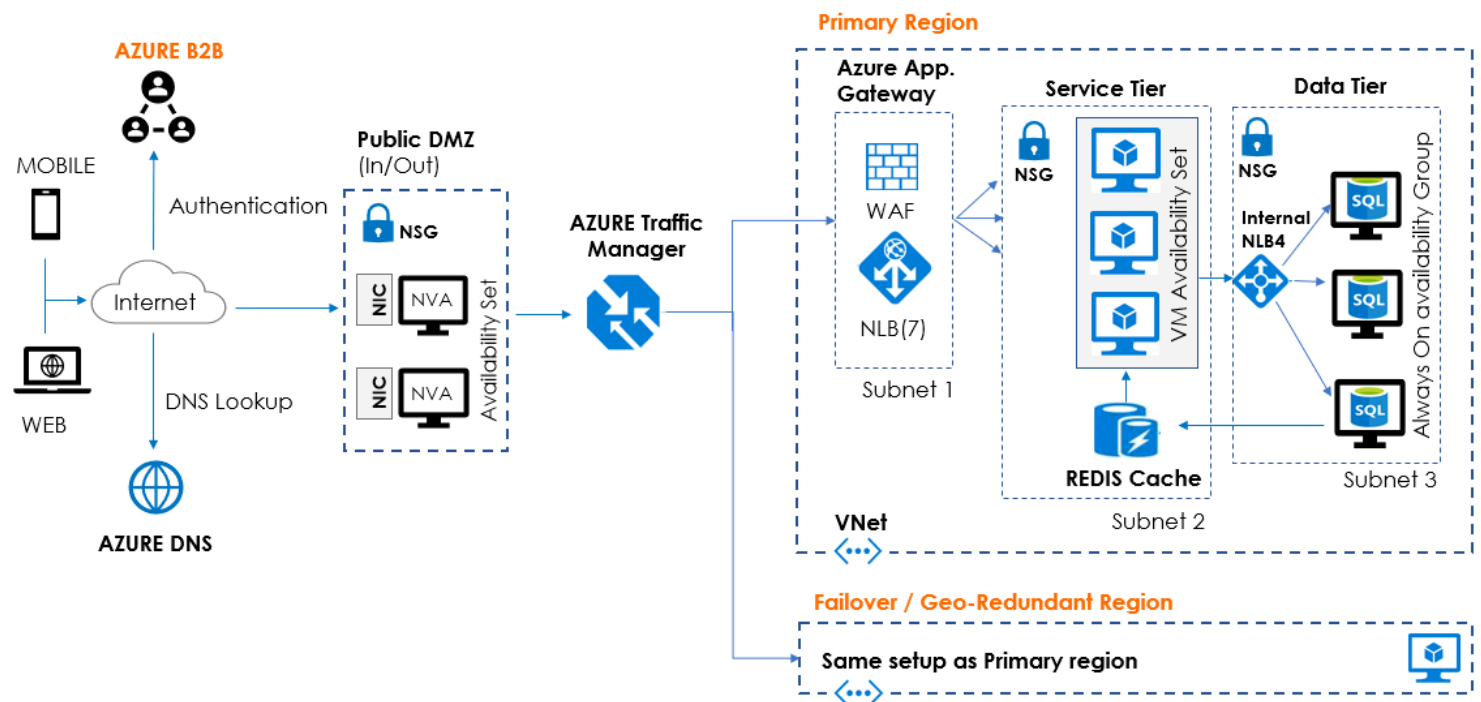 Primary Region
AZURE B2B
Azure App.
Gateway
Service Tier
Data Tier
Public DMZ
(In/Out)
MOBILE
NSG
NSG
WAF
Authentication
NSG
AZURE Traffic
Manager
Internal
NLB4
SQL
VM Availability Set
Always On availability Group
Internet
NIC
NVA
Availability Set
SQL
NLB(7)
WEB
DNS Lookup
NIC
NVA
Subnet 1
SQL
REDIS Cache
Subnet 3
AZURE DNS
VNet
Subnet 2
Failover / Geo-Redundant Region
Same setup as Primary region